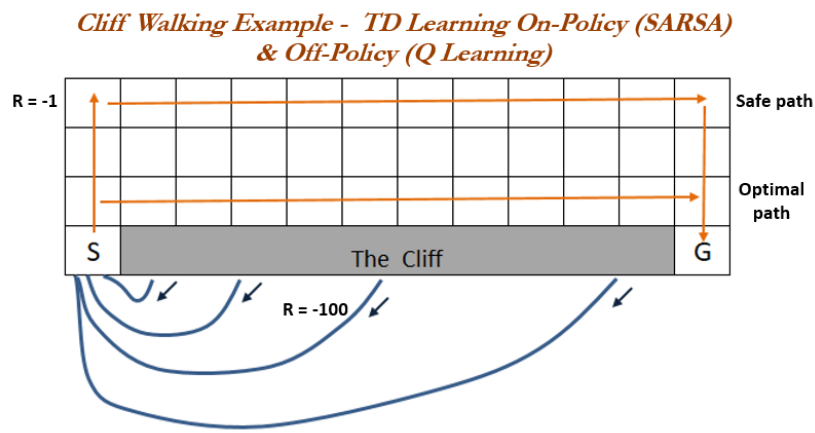 Cliff Walking Example - TD Learning On-Policy (SARSA)
& Off-Policy (Q Learning)
R = -1
Safe path
Optimal
path
S
The Cliff
G
R = -100